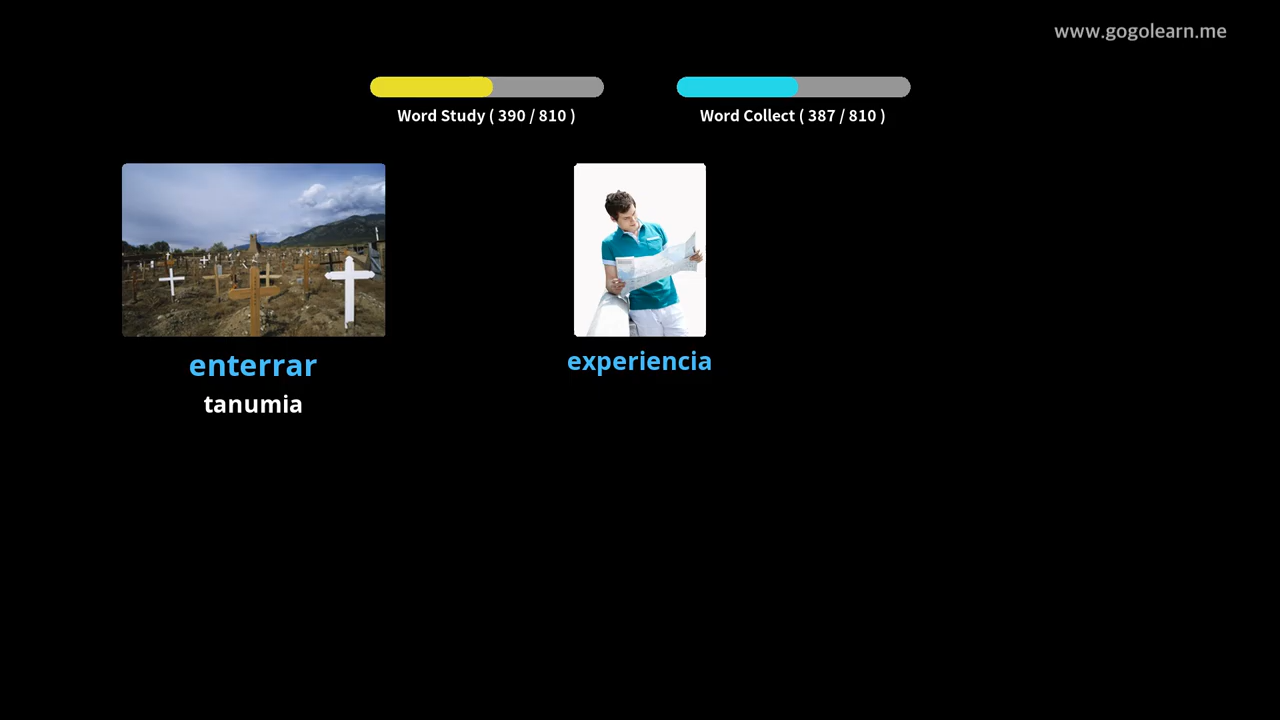 www.gogolearn.me
Word Study ( 390 / 810 )
Word Collect ( 387 / 810 )
enterrar
tanumia
experiencia